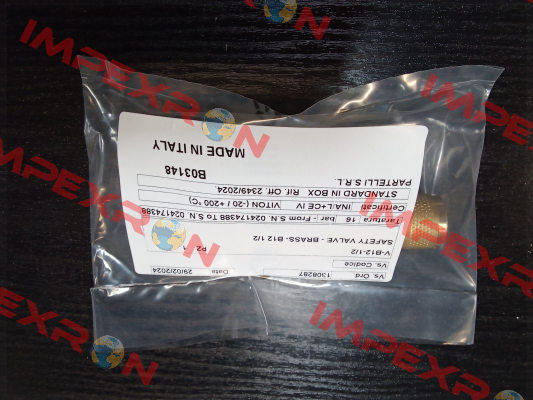 Vs. Ord 1308287 Date 29/02/2024
Vs. Codice
V-B12-1/2 PZ. 1
SAFETY VALVE - BRASS- B12 1/2
Taratura 16 bar - From S.N. 024174388 to S.N. 024174388
Certificati INAIL+CE IV VITON (-20 / +200 °C)
STANDARD IN BOX Rif. Off. 2349/2024
PARTELLI S.R.L.
B03148
MADE IN ITALY
IMPEXRON
IMPEXRON
IMPEXRON
IMPEXRON
IMPEXRON